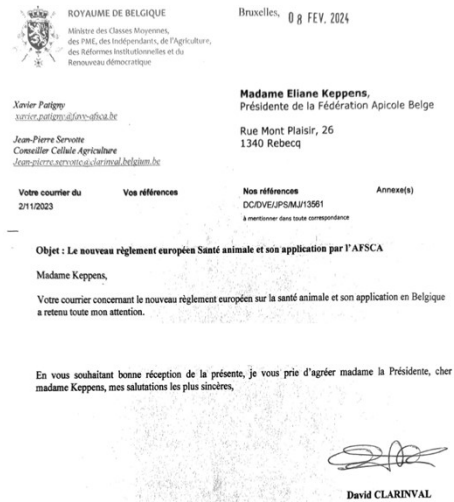 ROYAUME DE BELGIQUE
Ministre des Classes Moyennes,
des PME, des Indépendants, de l'Agriculture,
des Réformes Institutionnelles et du
Renouveau démocratique
Bruxelles, 08 FEV. 2024
Madame Eliane Keppens,
Présidente de la Fédération Apicole Belge
Rue Mont Plaisir, 26
1340 Rebecq
Xavier Patigny
xavier.patigny@favv-afsca.be
Jean-Pierre Servotte
Conseiller Cellule Agriculture
Jean-pierre.servotte@clarinval.belgium.be
Votre courrier du
2/11/2023
Vos références
Nos références
DC/DVE/JPS/MJ/13561
à mentionner dans toute correspondance
Annexe(s)
Objet : Le nouveau règlement européen Santé animale et son application par l'AFSCA
Madame Keppens,
Votre courrier concernant le nouveau règlement européen sur la santé animale et son application en Belgique
a retenu toute mon attention.
En vous souhaitant bonne réception de la présente, je vous prie d'agréer madame la Présidente, cher
madame Keppens, mes salutations les plus sincères,
David CLARINVAL